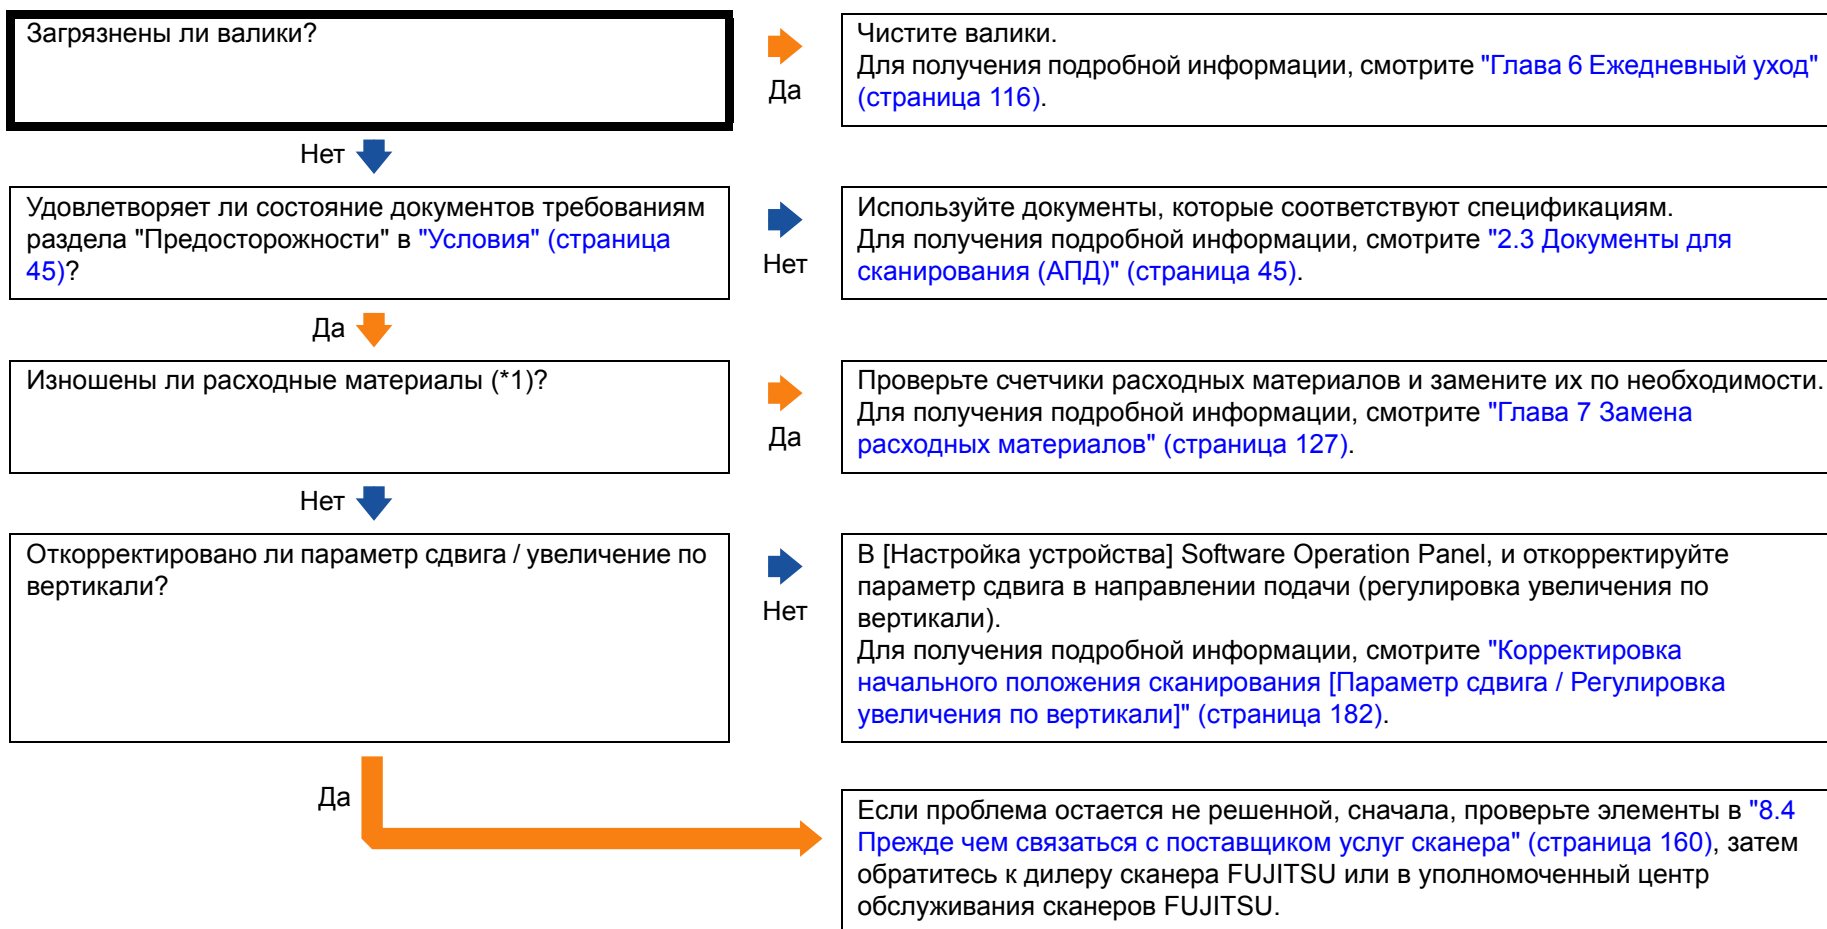 Загрязнены ли валики?
Да
Чистите валики.
Для получения подробной информации, смотрите "Глава 6 Ежедневный уход"
(страница 116).
Нет
Удовлетворяет ли состояние документов требованиям
раздела "Предосторожности" в "Условия" (страница
45)?
Нет
Используйте документы, которые соответствуют спецификациям.
Для получения подробной информации, смотрите "2.3 Документы для
сканирования (АПД)" (страница 45).
Да
Изношены ли расходные материалы (*1)?
Да
Проверьте счетчики расходных материалов и замените их по необходимости.
Для получения подробной информации, смотрите "Глава 7 Замена
расходных материалов" (страница 127).
Нет
Откорректировано ли параметр сдвига / увеличение по
вертикали?
Нет
В [Настройка устройства] Software Operation Panel, и откорректируйте
параметр сдвига в направлении подачи (регулировка увеличения по
вертикали).
Для получения подробной информации, смотрите "Корректировка
начального положения сканирования [Параметр сдвига / Регулировка
увеличения по вертикали]" (страница 182).
Да
Если проблема остается не решенной, сначала, проверьте элементы в "8.4
Прежде чем связаться с поставщиком услуг сканера" (страница 160), затем
обратитесь к дилеру сканера FUJITSU или в уполномоченный центр
обслуживания сканеров FUJITSU.